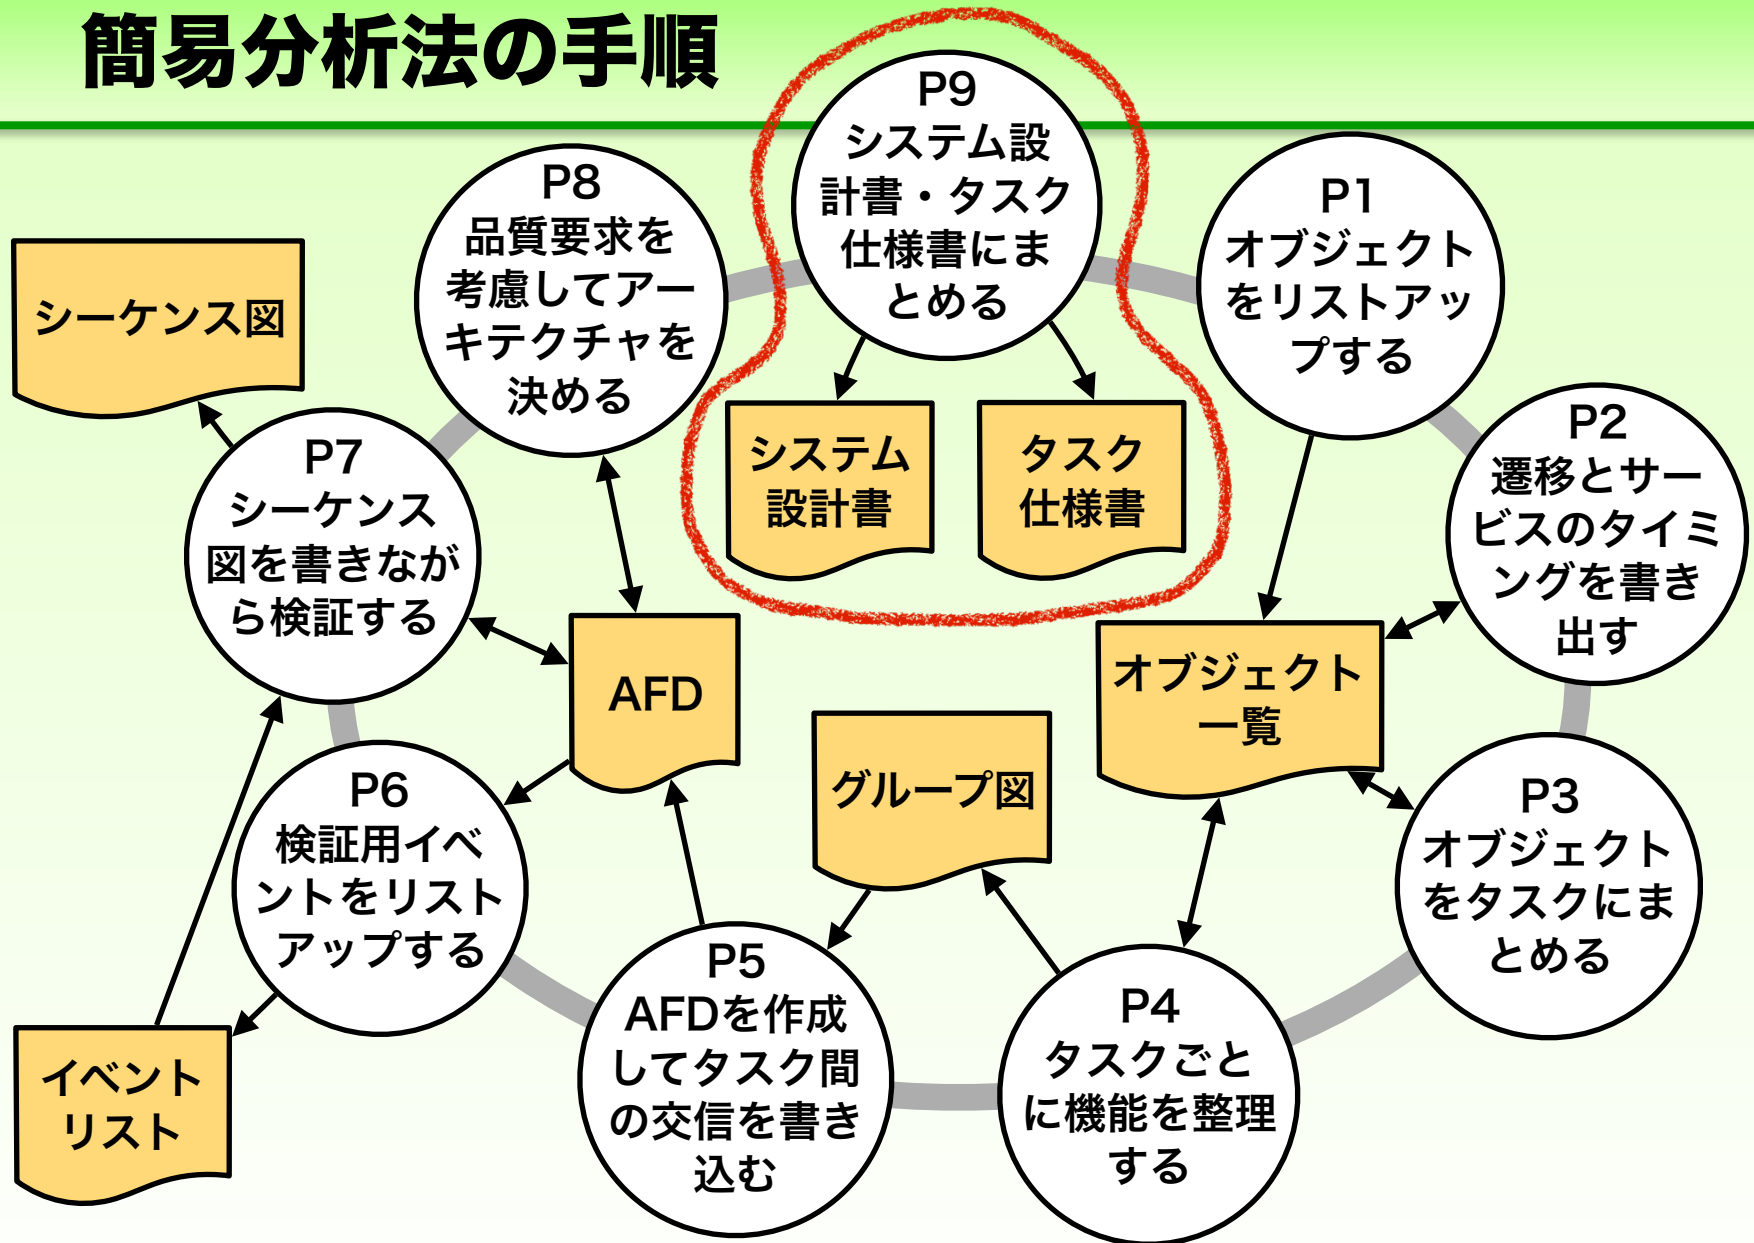 簡易分析法の手順
P9
システム設
計書・タスク
仕様書にま
とめる
P8
品質要求を
考慮してアー
キテクチャを
決める
P1
オブジェクト
をリストアッ
プする
シーケンス図
P2
遷移とサー
ビスのタイミ
ングを書き
出す
P7
シーケンス
図を書きなが
ら検証する
システム
設計書
タスク
仕様書
AFD
オブジェクト
一覧
グループ図
P6
検証用イベ
ントをリスト
アップする
P3
オブジェクト
をタスクにま
とめる
P5
AFDを作成
してタスク間
の交信を書き
込む
P4
タスクごと
に機能を整理
する
イベント
リスト